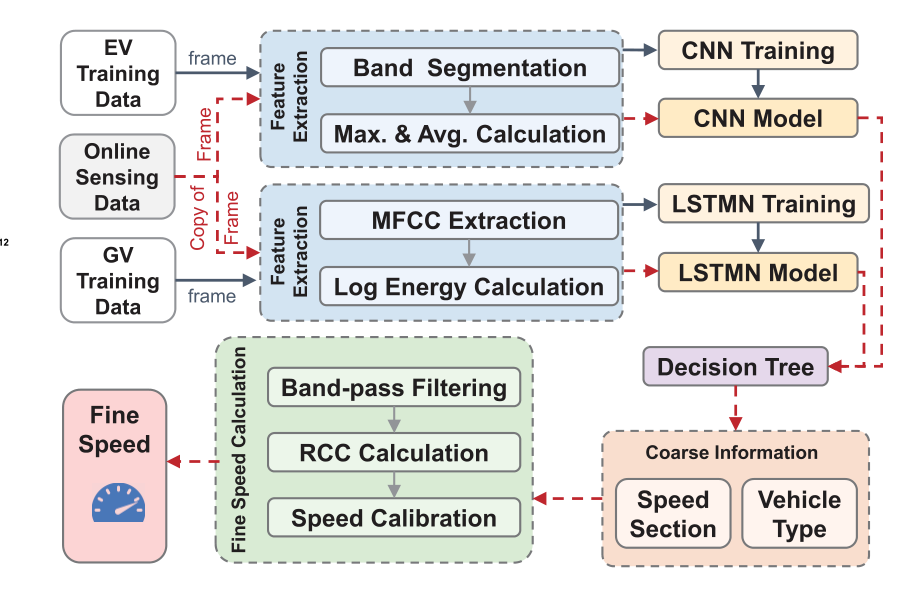 EV
Training
Data
frame
Feature
Extraction
Band Segmentation
Max. & Avg. Calculation
CNN Training
CNN Model
Online
Sensing
Data
Copy of
Frame
Frame
12
GV
Training
Data
frame
Feature
Extraction
MFCC Extraction
Log Energy Calculation
LSTMN Training
LSTMN Model
Decision Tree
Coarse Information
Speed
Section
Vehicle
Type
Fine Speed Calculation
Band-pass Filtering
RCC Calculation
Speed Calibration
Fine
Speed